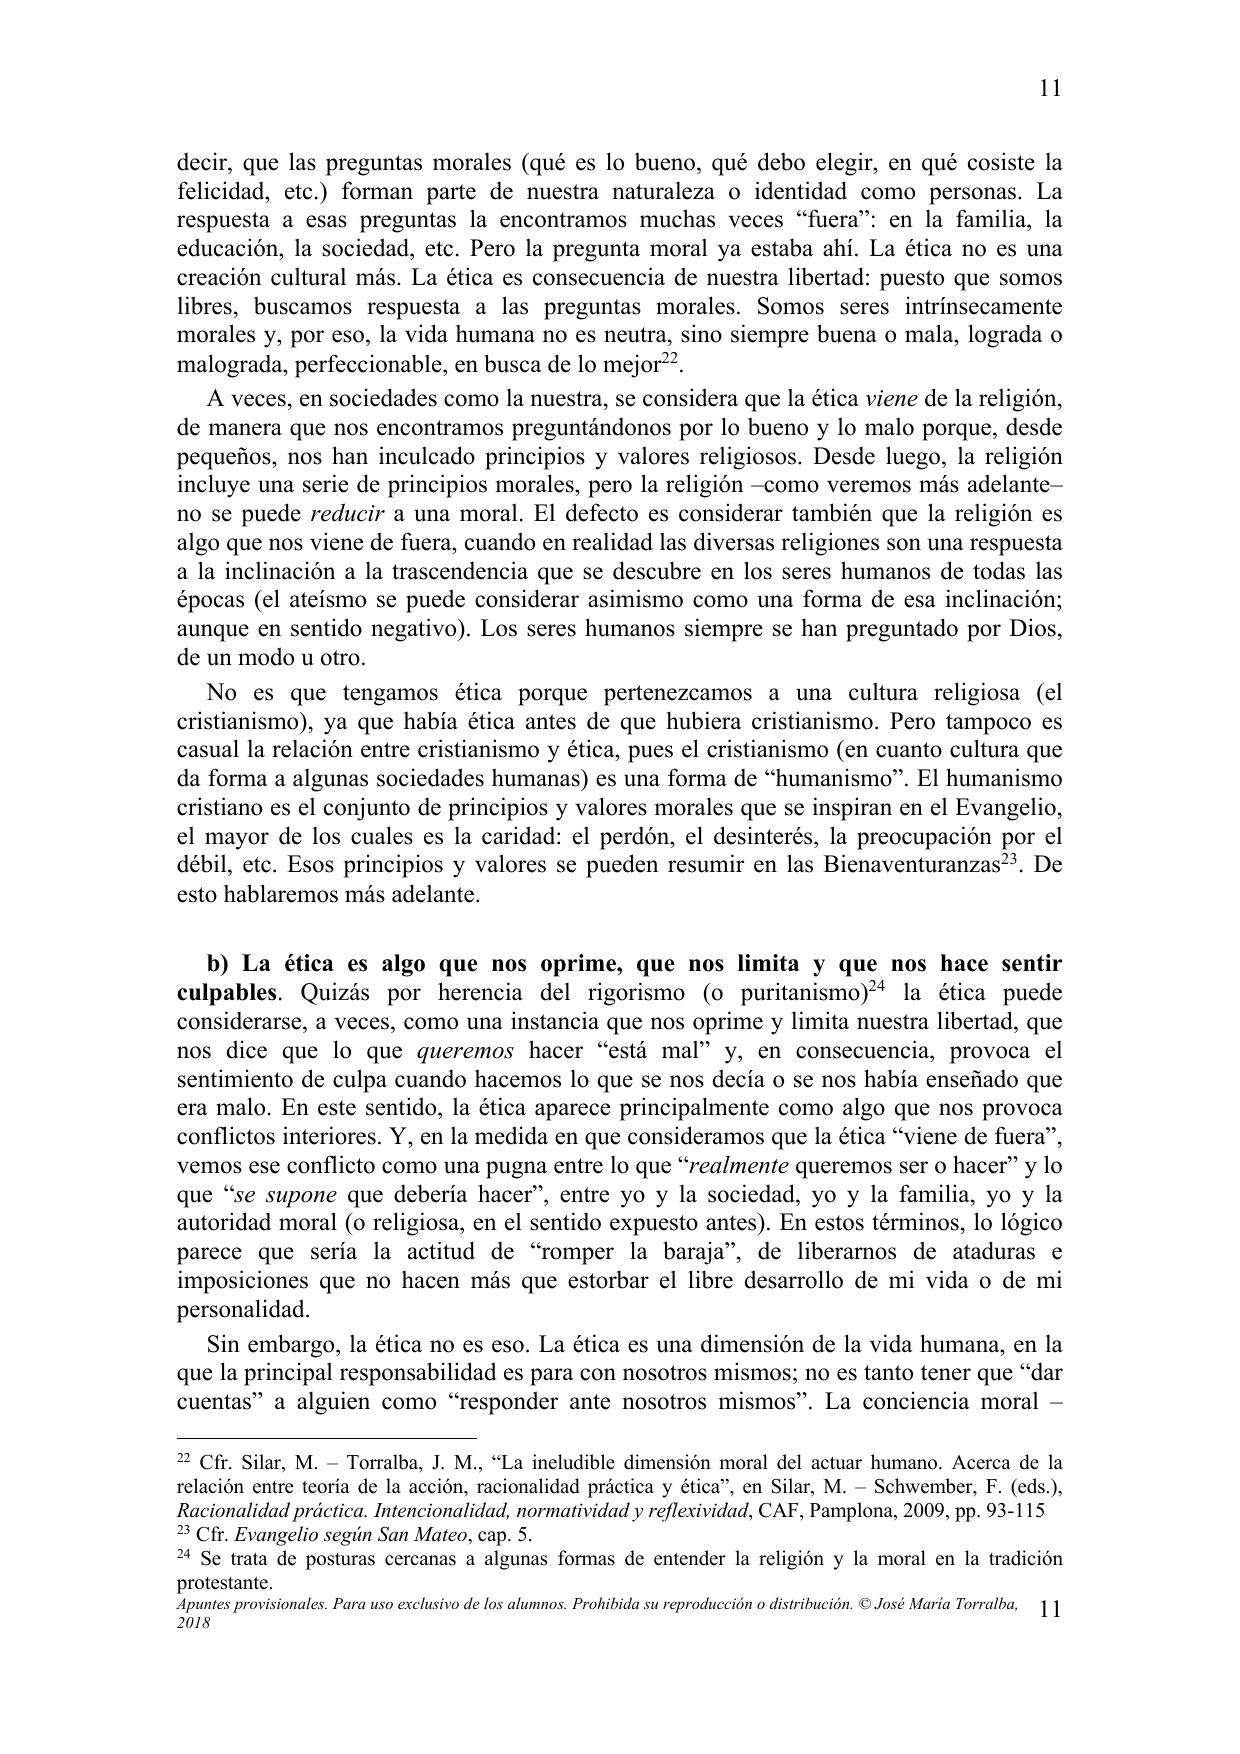 11
decir, que las preguntas morales (qué es lo bueno, qué debo elegir, en qué cosiste la
felicidad, etc.) forman parte de nuestra naturaleza o identidad como personas. La
respuesta a esas preguntas la encontramos muchas veces “fuera”: en la familia, la
educación, la sociedad, etc. Pero la pregunta moral ya estaba ahí. La ética no es una
creación cultural más. La ética es consecuencia de nuestra libertad: puesto que somos
libres, buscamos respuesta a las preguntas morales. Somos seres intrínsecamente
morales y, por eso, la vida humana no es neutra, sino siempre buena o mala, lograda o
malograda, perfeccionable, en busca de lo mejor22.
A veces, en sociedades como la nuestra, se considera que la ética viene de la religión,
de manera que nos encontramos preguntándonos por lo bueno y lo malo porque, desde
pequeños, nos han inculcado principios y valores religiosos. Desde luego, la religión
incluye una serie de principios morales, pero la religión –como veremos más adelante–
no se puede reducir a una moral. El defecto es considerar también que la religión es
algo que nos viene de fuera, cuando en realidad las diversas religiones son una respuesta
a la inclinación a la trascendencia que se descubre en los seres humanos de todas las
épocas (el ateísmo se puede considerar asimismo como una forma de esa inclinación;
aunque en sentido negativo). Los seres humanos siempre se han preguntado por Dios,
de un modo u otro.
No es que tengamos ética porque pertenezcamos a una cultura religiosa (el
cristianismo), ya que había ética antes de que hubiera cristianismo. Pero tampoco es
casual la relación entre cristianismo y ética, pues el cristianismo (en cuanto cultura que
da forma a algunas sociedades humanas) es una forma de “humanismo”. El humanismo
cristiano es el conjunto de principios y valores morales que se inspiran en el Evangelio,
el mayor de los cuales es la caridad: el perdón, el desinterés, la preocupación por el
débil, etc. Esos principios y valores se pueden resumir en las Bienaventuranzas23. De
esto hablaremos más adelante.
b) La ética es algo que nos oprime, que nos limita y que nos hace sentir
culpables. Quizás por herencia del rigorismo (o puritanismo)24 la ética puede
considerarse, a veces, como una instancia que nos oprime y limita nuestra libertad, que
nos dice que lo que queremos hacer “está mal” y, en consecuencia, provoca el
sentimiento de culpa cuando hacemos lo que se nos decía o se nos había enseñado que
era malo. En este sentido, la ética aparece principalmente como algo que nos provoca
conflictos interiores. Y, en la medida en que consideramos que la ética “viene de fuera”,
vemos ese conflicto como una pugna entre lo que “realmente queremos ser o hacer” y lo
que “se supone que debería hacer”, entre yo y la sociedad, yo y la familia, yo y la
autoridad moral (o religiosa, en el sentido expuesto antes). En estos términos, lo lógico
parece que sería la actitud de “romper la baraja”, de liberarnos de ataduras e
imposiciones que no hacen más que estorbar el libre desarrollo de mi vida o de mi
personalidad.
Sin embargo, la ética no es eso. La ética es una dimensión de la vida humana, en la
que la principal responsabilidad es para con nosotros mismos; no es tanto tener que “dar
cuentas” a alguien como “responder ante nosotros mismos”. La conciencia moral –
22 Cfr. Silar, M. – Torralba, J. M., “La ineludible dimensión moral del actuar humano. Acerca de la
relación entre teoría de la acción, racionalidad práctica y ética”, en Silar, M. – Schwember, F. (eds.),
Racionalidad práctica. Intencionalidad, normatividad y reflexividad, CAF, Pamplona, 2009, pp. 93-115
23 Cfr. Evangelio según San Mateo, cap. 5.
24 Se trata de posturas cercanas a algunas formas de entender la religión y la moral en la tradición
protestante.
Apuntes provisionales. Para uso exclusivo de los alumnos. Prohibida su reproducción o distribución. © José María Torralba, 11
2018